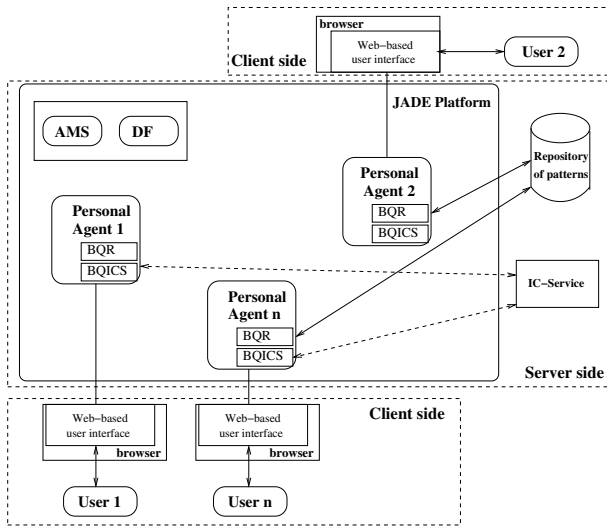 browser
Web-based
user interface
User 2
Client side
JADE Platform
AMS
DF
Repository
of patterns
Personal
Agent 2
BQR
BQICS
Personal
Agent 1
BQR
BQICS
IC-Service
Personal
Agent n
BQR
BQICS
Server side
Client side
Web-based
user interface
browser
Web-based
user interface
browser
User 1
User n